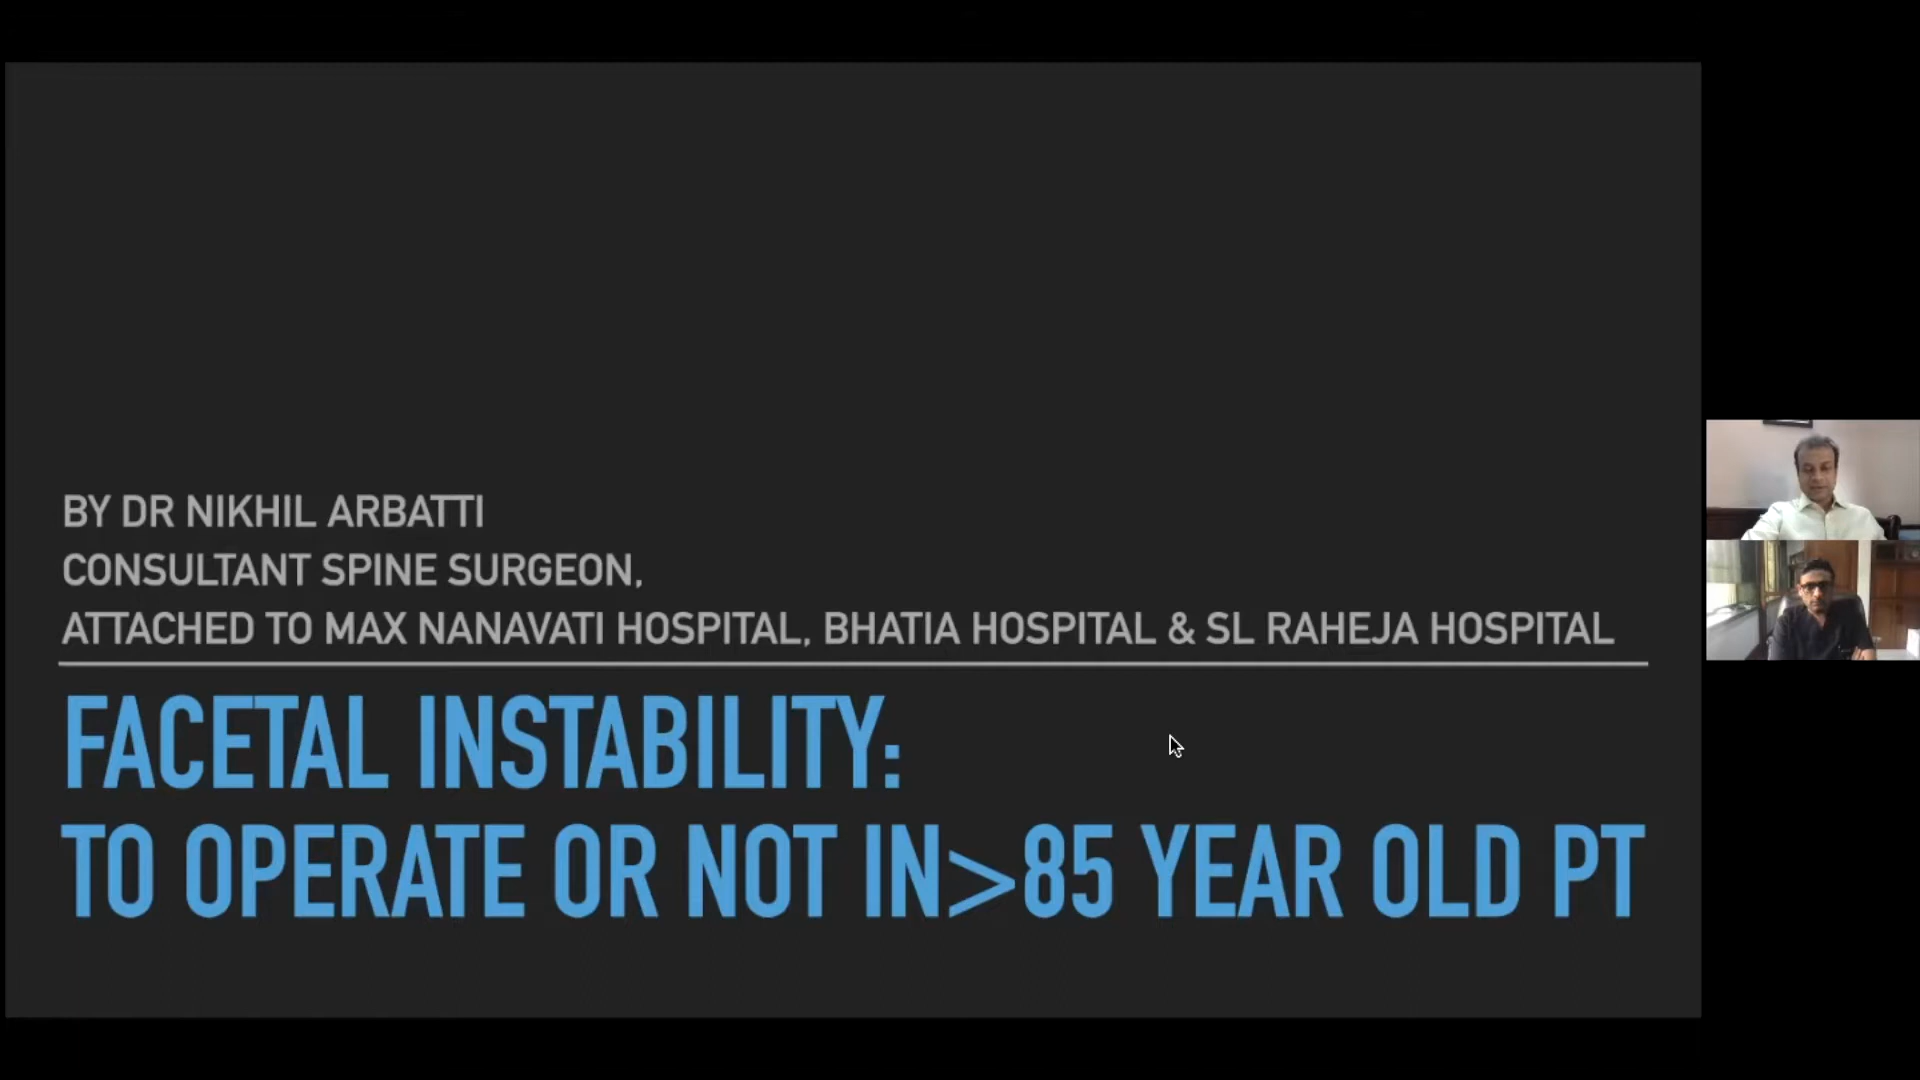 BY DR NIKHIL ARBATTI
CONSULTANT SPINE SURGEON,
ATTACHED TO MAX NANAVATI HOSPITAL, BHATIA HOSPITAL & SL RAHEJA HOSPITAL
FACETAL INSTABILITY:
TO OPERATE OR NOT IN>85 YEAR OLD PT